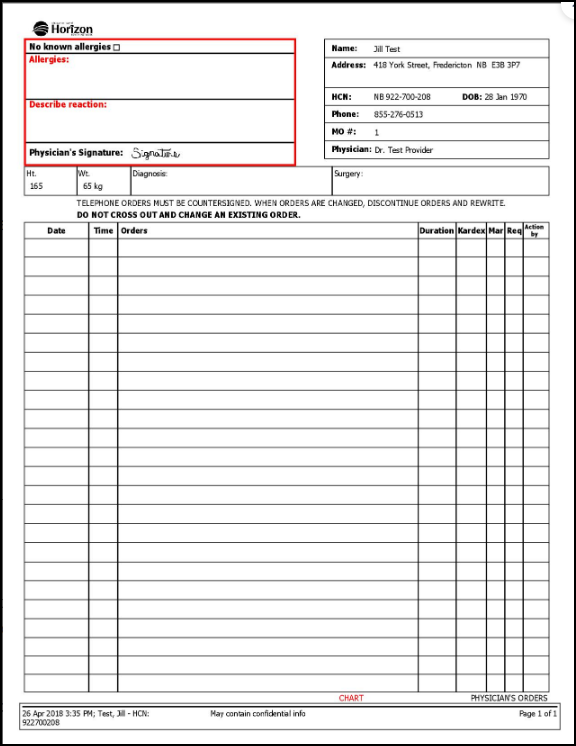 Horizon
No known allergies ☐
Allergies:
Describe reaction:
Physician's Signature: Signature
Name: Jill Test
Address: 418 York Street, Fredericton NB E3B 3P7
HCN: NB 922-700-208 DOB: 28 Jan 1970
Phone: 855-276-0513
MO #: 1
Physician: Dr. Test Provider
Ht. Wt. Diagnosis: Surgery:
165 65 kg
TELEPHONE ORDERS MUST BE COUNTERSIGNED. WHEN ORDERS ARE CHANGED, DISCONTINUE ORDERS AND REWRITE.
DO NOT CROSS OUT AND CHANGE AN EXISTING ORDER.
Date Time Orders Duration Kardex Mar Req Action by
CHART PHYSICIAN'S ORDERS
26 Apr 2018 3:35 PM; Test, Jill - HCN: May contain confidential info Page 1 of 1
922700208